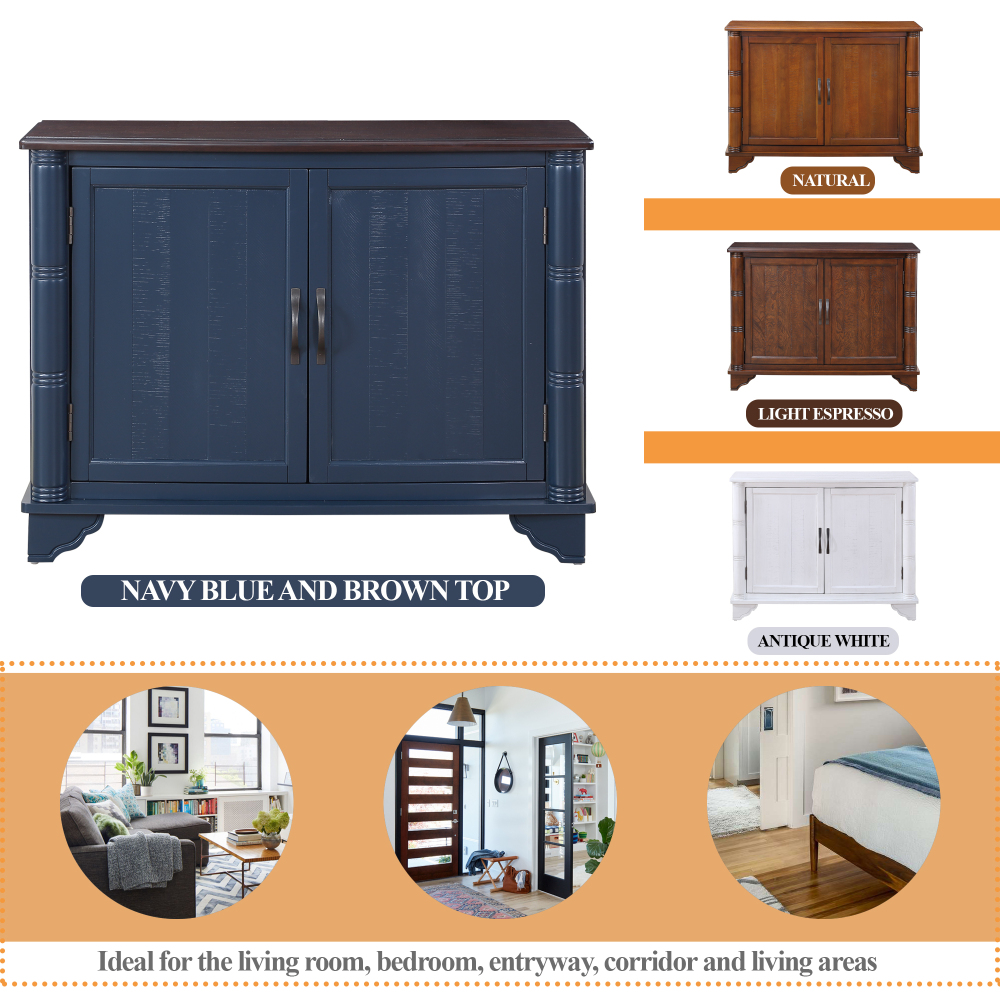 NATURAL
LIGHT ESPRESSO
NAVY BLUE AND BROWN TOP
ANTIQUE WHITE
Ideal for the living room, bedroom, entryway, corridor and living areas